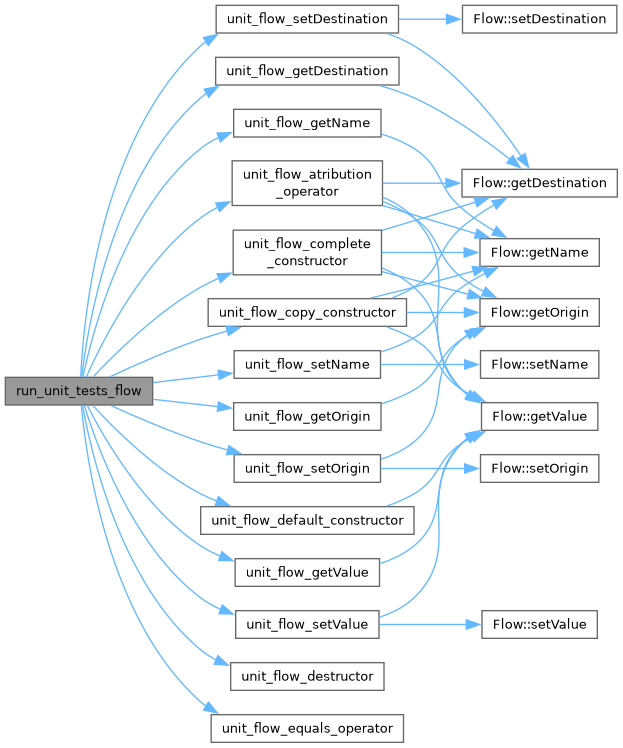 run_unit_tests_flow
unit_flow_setDestination
unit_flow_getDestination
unit_flow_getName
unit_flow_atribution
_operator
unit_flow_complete
_constructor
unit_flow_copy_constructor
unit_flow_setName
unit_flow_getOrigin
unit_flow_setOrigin
unit_flow_default_constructor
unit_flow_getValue
unit_flow_setValue
unit_flow_destructor
unit_flow_equals_operator
Flow::setDestination
Flow::getDestination
Flow::getName
Flow::getOrigin
Flow::setName
Flow::getValue
Flow::setOrigin
Flow::setValue